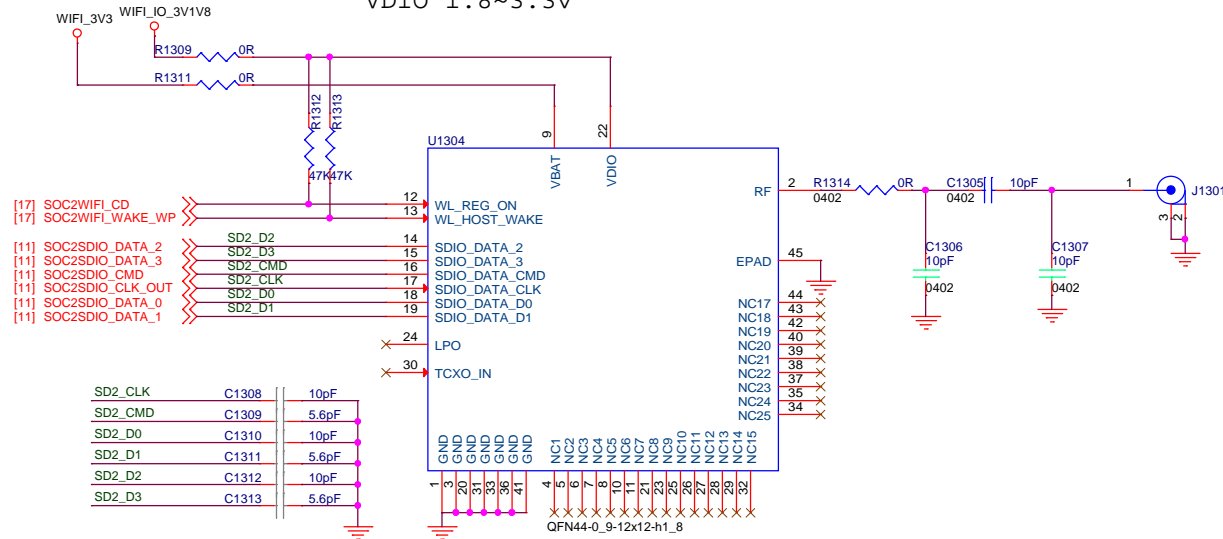 VDIO 1.8~3.3V
WIFI_3V3 WIFI_IO_3V1V8
R1309 0R
R1311 0R
R1312 R1313
47K 47K
U1304
9 22
VBAT VDIO
[17] SOC2WIFI_CD 12 WL_REG_ON
[17] SOC2WIFI_WAKE_WP 13 WL_HOST_WAKE
[11] SOC2SDIO_DATA_2 SD2_D2 14 SDIO_DATA_2
[11] SOC2SDIO_DATA_3 SD2_D3 15 SDIO_DATA_3
[11] SOC2SDIO_CMD SD2_CMD 16 SDIO_DATA_CMD
[11] SOC2SDIO_CLK_OUT SD2_CLK 17 SDIO_DATA_CLK
[11] SOC2SDIO_DATA_0 SD2_D0 18 SDIO_DATA_D0
[11] SOC2SDIO_DATA_1 SD2_D1 19 SDIO_DATA_D1
24 LPO
30 TCXO_IN
RF 2 R1314 0R C1305 10pF 1 J1301
0402 0402
3 2
C1306 C1307
10pF 10pF
0402 0402
EPAD 45
NC17 44
NC18 43
NC19 42
NC20 40
NC21 39
NC22 38
NC23 37
NC24 35
NC25 34
SD2_CLK C1308 10pF
SD2_CMD C1309 5.6pF
SD2_D0 C1310 10pF
SD2_D1 C1311 5.6pF
SD2_D2 C1312 10pF
SD2_D3 C1313 5.6pF
GND GND GND GND GND GND GND
1 3 20 31 33 36 41
NC1 NC2 NC3 NC4 NC5 NC6 NC7 NC8 NC9 NC10 NC11 NC12 NC13 NC14 NC15
4 5 6 7 8 10 11 21 23 25 26 27 28 29 32
QFN44-0_9-12x12-h1_8